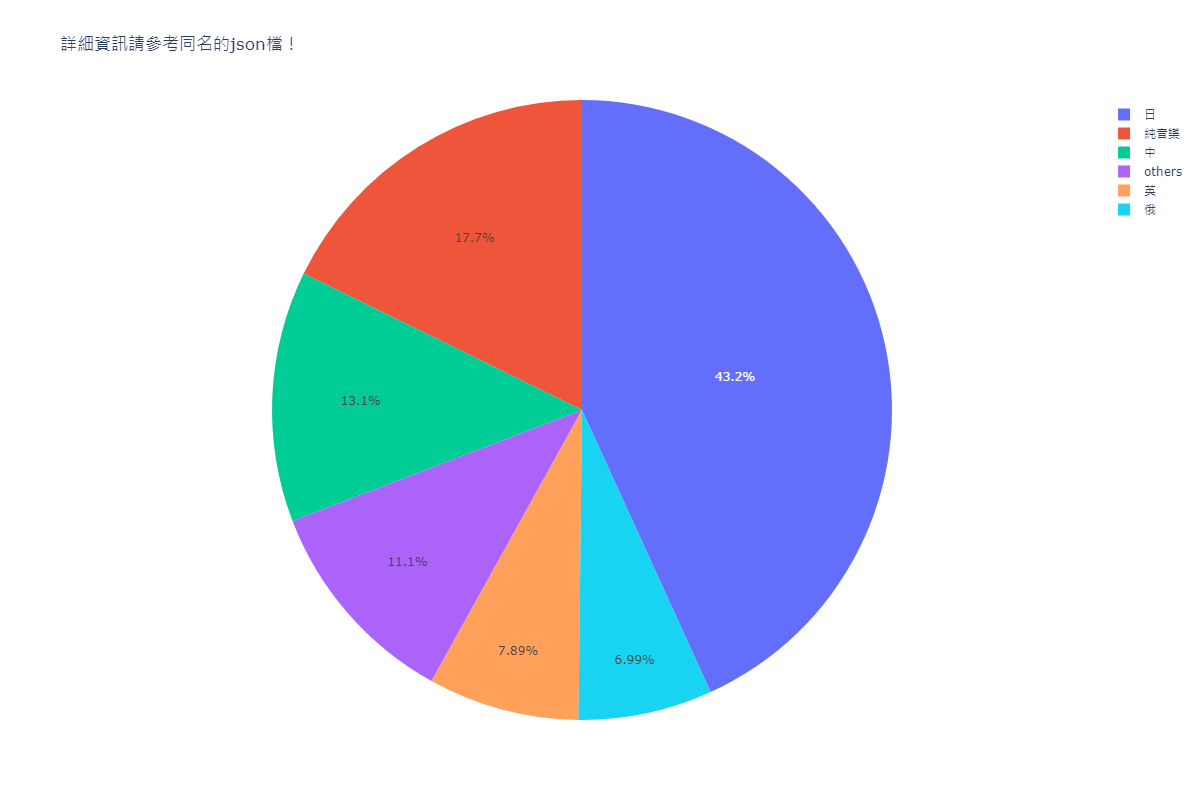 詳細資訊請參考同名的json檔！
日
純音樂
中
others
英
俄
17.7%
43.2%
13.1%
11.1%
7.89%
6.99%